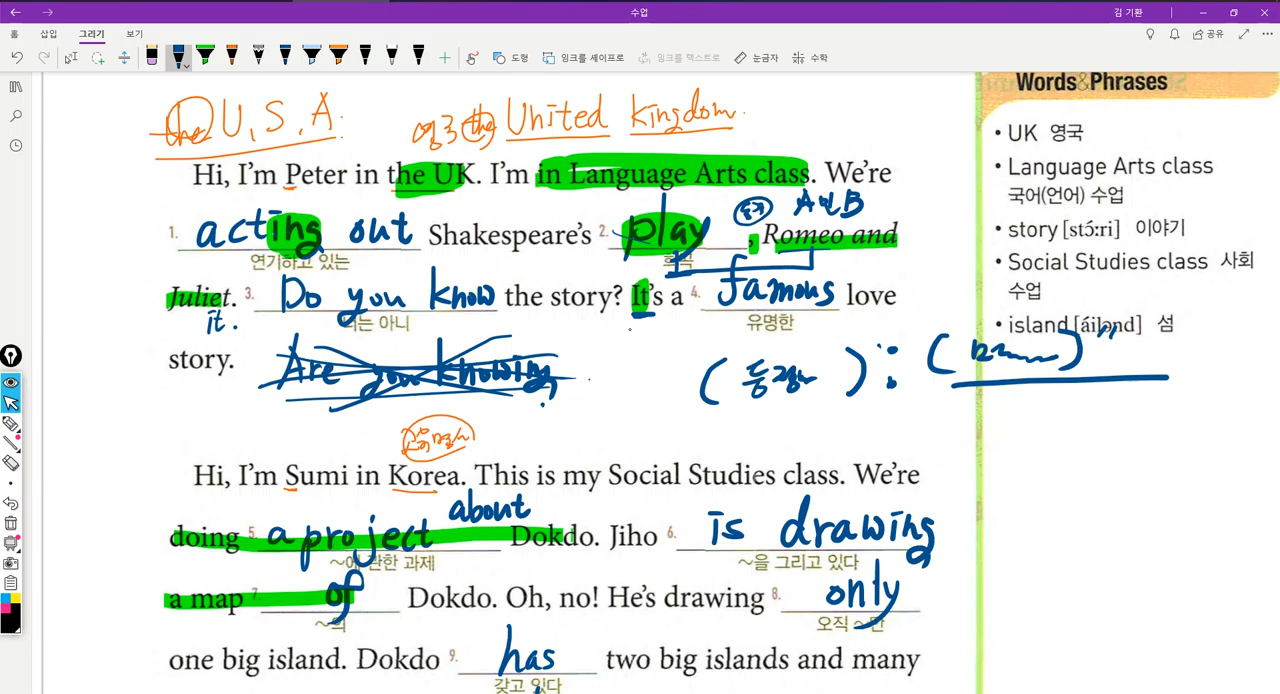 수업
김 기환
홈 삽입 그리기 보기
공유
도형 잉크를 셰이프로 잉크를 텍스트로 눈금자 수학
the U.S.A. the United Kingdom.
Hi, I'm Peter in the UK. I'm in Language Arts class. We're
동격 A인 B
1. acting out Shakespeare's 2. play, Romeo and
연기하고 있는 희곡
Juliet. 3. Do you know the story? It's a 4. famous love
it. 너는 아니 유명한
story. Are you knowing?
Hi, I'm Sumi in Korea. This is my Social Studies class. We're
about
doing 5. a project Dokdo. Jiho 6. is drawing
~에 관한 과제 ~을 그리고 있다
a map 7. of Dokdo. Oh, no! He's drawing 8. only
~의 오직 ~만
one big island. Dokdo 9. has two big islands and many
갖고 있다
Words & Phrases
• UK 영국
• Language Arts class
국어(언어) 수업
• story [stɔ́:ri] 이야기
• Social Studies class 사회
수업
• island [áilənd] 섬